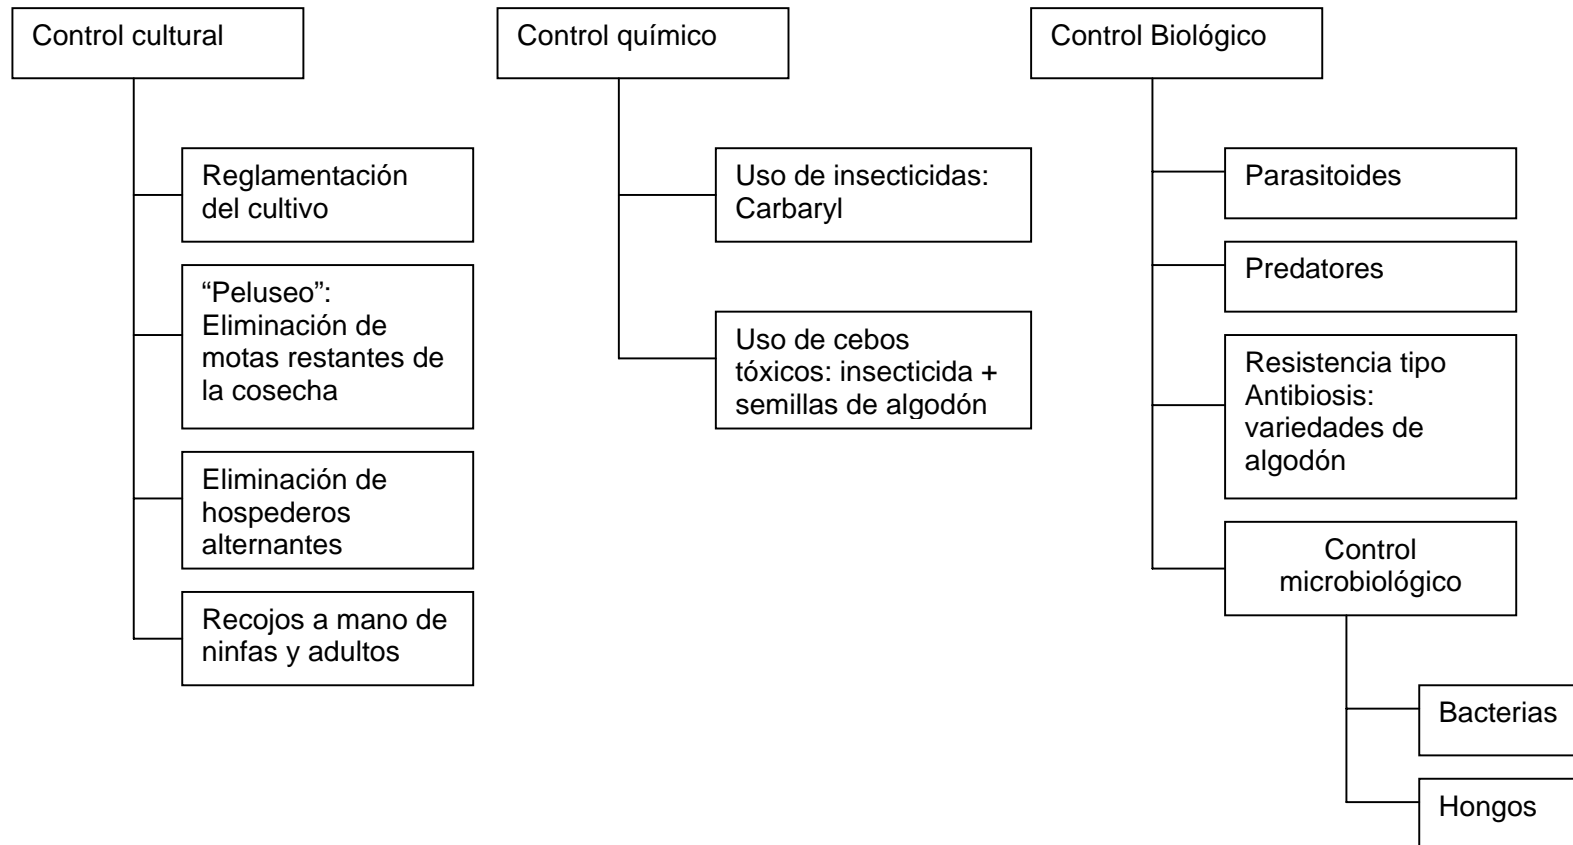 Control cultural
Reglamentación
del cultivo
“Peluseo”:
Eliminación de
motas restantes de
la cosecha
Eliminación de
hospederos
alternantes
Recojos a mano de
ninfas y adultos
Control químico
Uso de insecticidas:
Carbaryl
Uso de cebos
tóxicos: insecticida +
semillas de algodón
Control Biológico
Parasitoides
Predatores
Resistencia tipo
Antibiosis:
variedades de
algodón
Control
microbiológico
Bacterias
Hongos